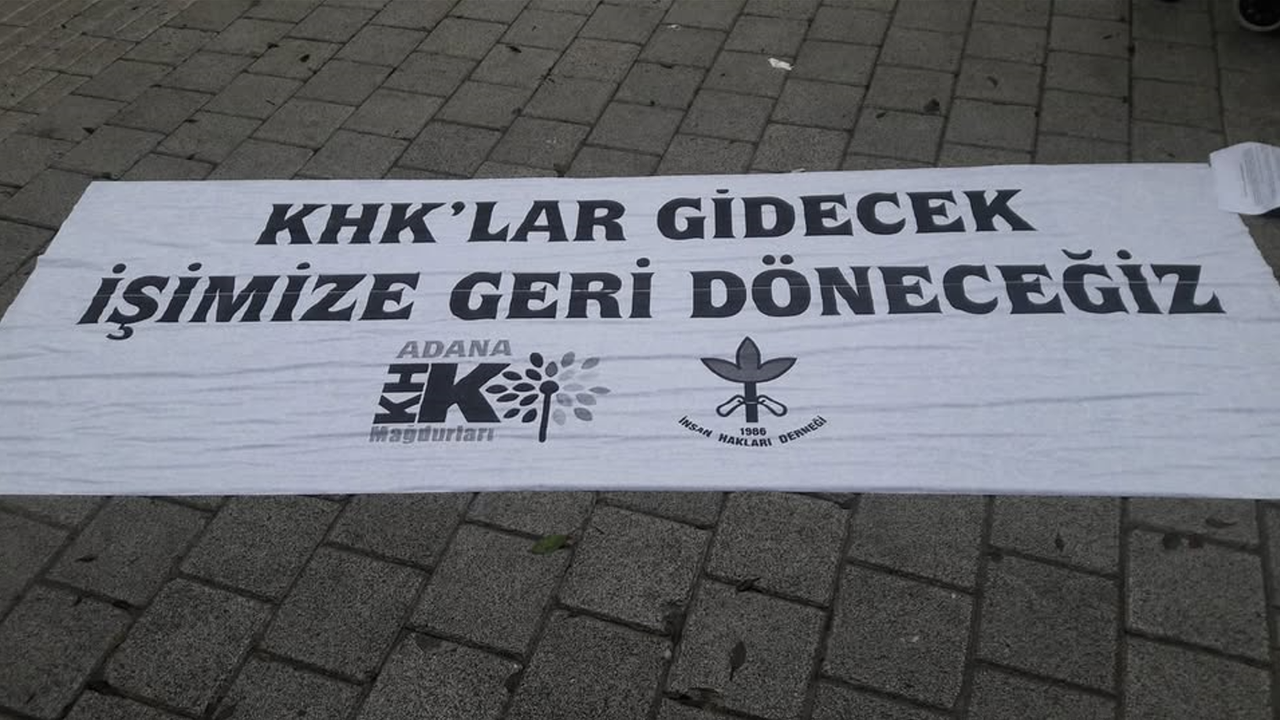 KHK'LAR GİDECEK
İŞİMİZE GERİ DÖNECEĞİZ
ADANA
KHK
Mağdurları
1986
İNSAN HAKLARI DERNEĞİ